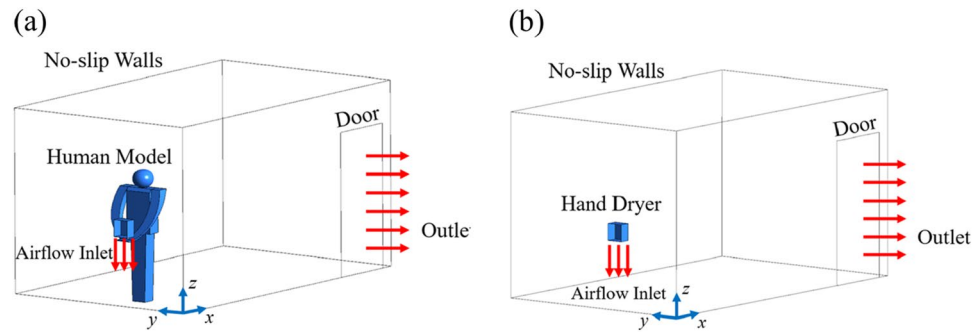 (a)
No-slip Walls
Door
Human Model
Outle
Airflow Inlet
z
y
x
(b)
No-slip Walls
Door
Hand Dryer
Outlet
Airflow Inlet
z
y
x